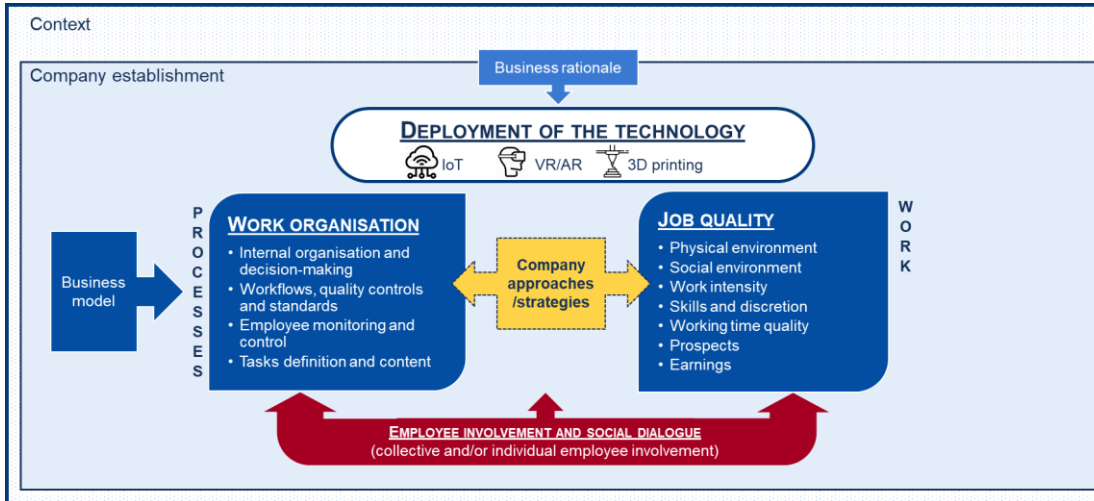 Context
Company establishment
Business rationale
DEPLOYMENT OF THE TECHNOLOGY
IoT
VR/AR
3D printing
PROCESSES
WORK ORGANISATION
• Internal organisation and
decision-making
• Workflows, quality controls
and standards
• Employee monitoring and
control
• Tasks definition and content
Business
model
Company
approaches
/strategies
JOB QUALITY
• Physical environment
• Social environment
• Work intensity
• Skills and discretion
• Working time quality
• Prospects
• Earnings
WORK
EMPLOYEE INVOLVEMENT AND SOCIAL DIALOGUE
(collective and/or individual employee involvement)